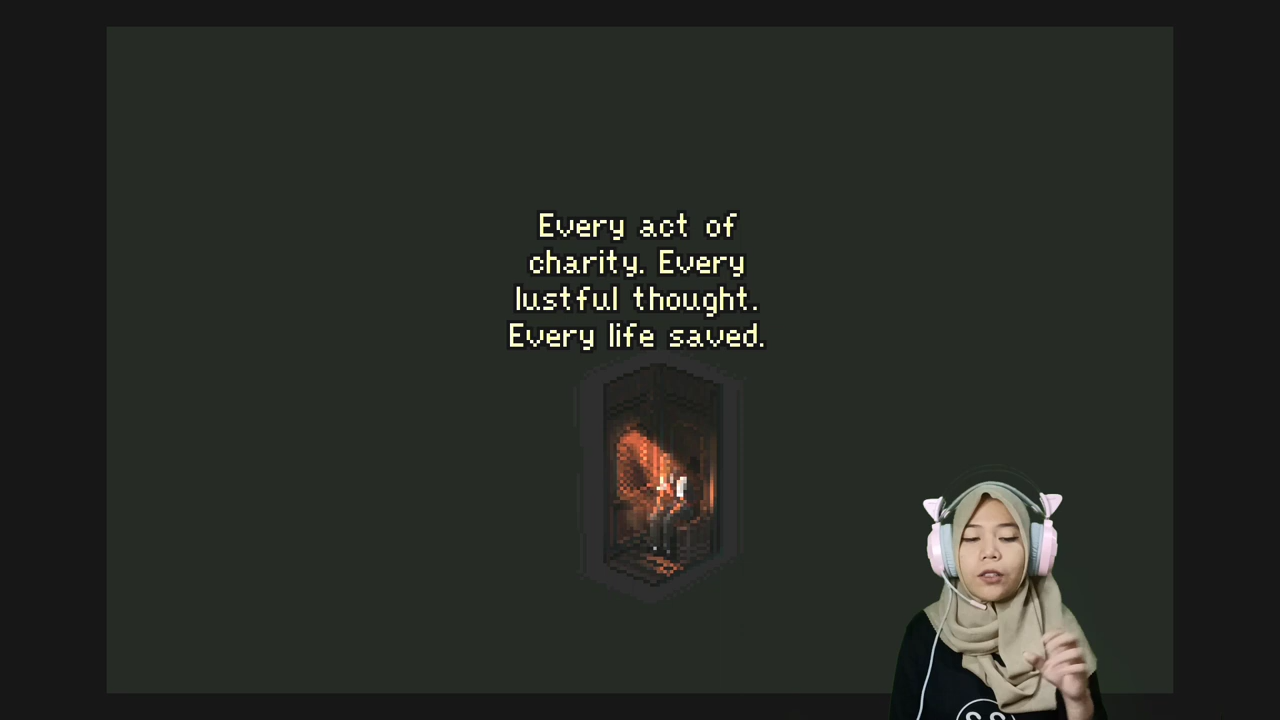 Every act of
charity. Every
lustful thought.
Every life saved.